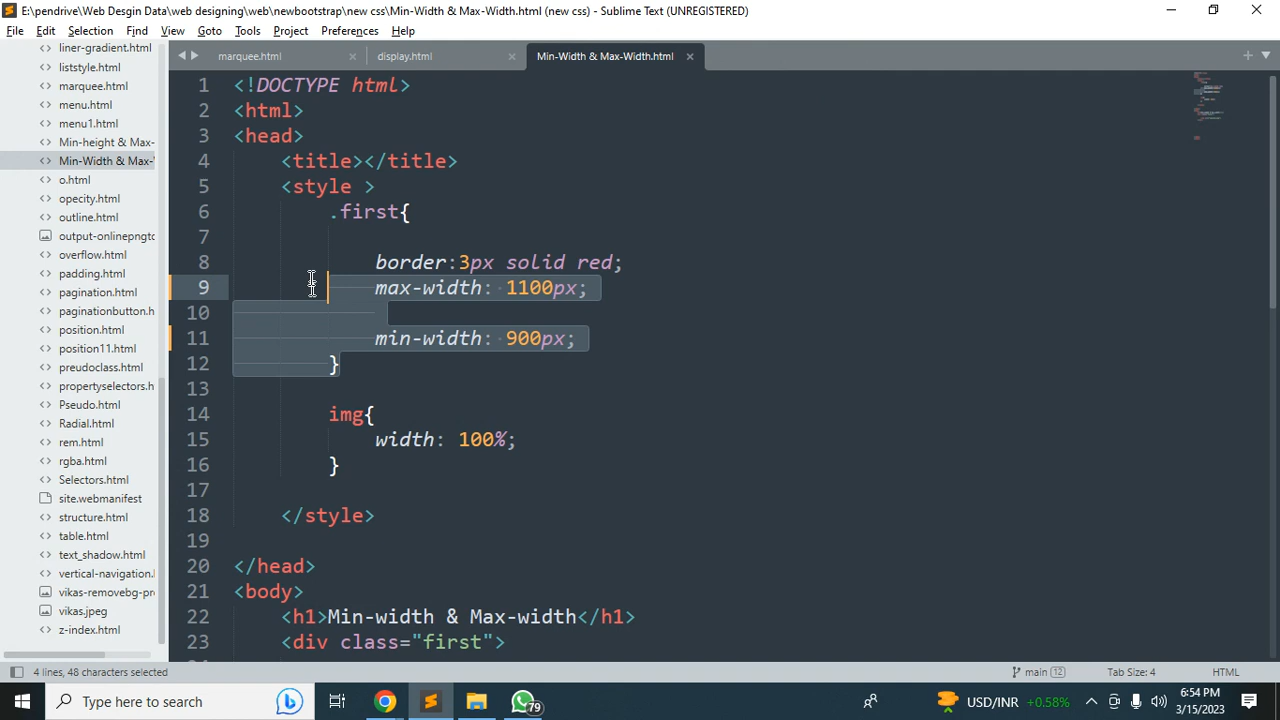 E:\pendrive\Web Desgin Data\web designing\web\newbootstrap\new css\Min-Width & Max-Width.html (new css) - Sublime Text (UNREGISTERED)
File Edit Selection Find View Goto Tools Project Preferences Help
marquee.html display.html Min-Width & Max-Width.html
liner-gradient.html
liststyle.html
marquee.html
menu.html
menu1.html
Min-height & Max-
Min-Width & Max-
o.html
opecity.html
outline.html
output-onlinepngto
overflow.html
padding.html
pagination.html
paginationbutton.h
position.html
position11.html
preudoclass.html
propertyselectors.h
Pseudo.html
Radial.html
rem.html
rgba.html
Selectors.html
site.webmanifest
structure.html
table.html
text_shadow.html
vertical-navigation.
vikas-removebg-pr
vikas.jpeg
z-index.html
1 <!DOCTYPE html>
2 <html>
3 <head>
4 <title></title>
5 <style >
6 .first{
7
8 border:3px solid red;
9 max-width: 1100px;
10
11 min-width: 900px;
12 }
13
14 img{
15 width: 100%;
16 }
17
18 </style>
19
20 </head>
21 <body>
22 <h1>Min-width & Max-width</h1>
23 <div class="first">
4 lines, 48 characters selected main 12 Tab Size: 4 HTML
Type here to search 79 USD/INR +0.58% 6:54 PM
3/15/2023